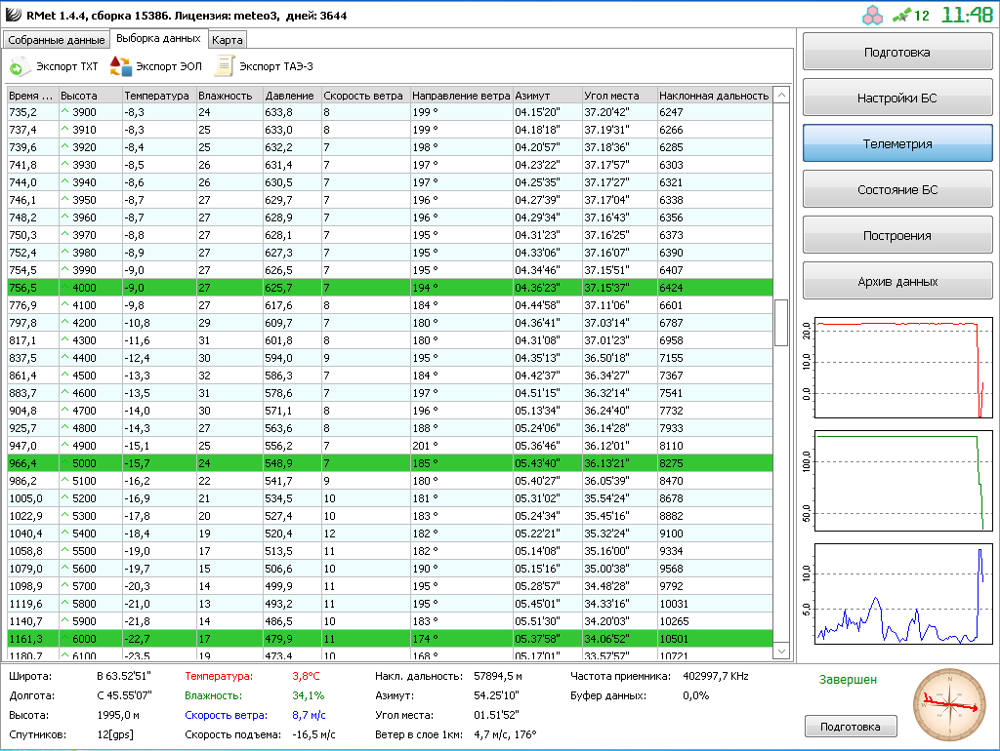 RMet 1.4.4, сборка 15386. Лицензия: meteo3, дней: 3644
12 11:48
Собранные данные Выборка данных Карта
Экспорт TXT Экспорт ЭОЛ Экспорт ТАЭ-3
Время ... Высота Температура Влажность Давление Скорость ветра Направление ветра Азимут Угол места Наклонная дальность
735,2 ^ 3900 -8,3 24 633,8 8 199 ° 04.15'20" 37.20'42" 6247
737,4 ^ 3910 -8,3 25 633,0 8 199 ° 04.18'18" 37.19'31" 6266
739,6 ^ 3920 -8,4 25 632,2 7 198 ° 04.20'57" 37.18'36" 6285
741,8 ^ 3930 -8,5 26 631,4 7 197 ° 04.23'22" 37.17'57" 6303
744,0 ^ 3940 -8,6 26 630,5 7 197 ° 04.25'35" 37.17'27" 6321
746,1 ^ 3950 -8,7 27 629,7 7 196 ° 04.27'39" 37.17'04" 6338
748,2 ^ 3960 -8,7 27 628,9 7 196 ° 04.29'34" 37.16'43" 6356
750,3 ^ 3970 -8,8 27 628,1 7 195 ° 04.31'23" 37.16'25" 6373
752,4 ^ 3980 -8,9 27 627,3 7 195 ° 04.33'06" 37.16'07" 6390
754,5 ^ 3990 -9,0 27 626,5 7 195 ° 04.34'46" 37.15'51" 6407
756,5 ^ 4000 -9,0 27 625,7 7 194 ° 04.36'23" 37.15'37" 6424
776,9 ^ 4100 -9,8 27 617,6 8 184 ° 04.44'58" 37.11'06" 6601
797,8 ^ 4200 -10,8 29 609,7 7 180 ° 04.36'41" 37.03'14" 6787
817,1 ^ 4300 -11,6 31 601,8 8 180 ° 04.31'08" 37.01'23" 6958
837,5 ^ 4400 -12,4 30 594,0 9 195 ° 04.35'13" 36.50'18" 7155
861,4 ^ 4500 -13,3 32 586,3 7 184 ° 04.42'37" 36.34'27" 7367
883,7 ^ 4600 -13,5 31 578,6 7 197 ° 04.51'15" 36.32'14" 7541
904,8 ^ 4700 -14,0 30 571,1 8 196 ° 05.13'34" 36.24'40" 7732
925,7 ^ 4800 -14,3 27 563,6 8 188 ° 05.24'06" 36.14'28" 7933
947,0 ^ 4900 -15,1 25 556,2 7 201 ° 05.36'46" 36.12'01" 8110
966,4 ^ 5000 -15,7 24 548,9 7 185 ° 05.43'40" 36.13'21" 8275
986,2 ^ 5100 -16,2 22 541,7 9 180 ° 05.40'27" 36.05'39" 8470
1005,0 ^ 5200 -16,9 21 534,5 10 181 ° 05.31'02" 35.54'24" 8678
1022,9 ^ 5300 -17,8 20 527,4 10 183 ° 05.24'34" 35.45'16" 8882
1040,4 ^ 5400 -18,4 19 520,4 12 182 ° 05.22'21" 35.32'24" 9100
1058,8 ^ 5500 -19,0 17 513,5 11 182 ° 05.14'08" 35.16'00" 9334
1079,0 ^ 5600 -19,7 15 506,6 10 190 ° 05.15'16" 35.00'38" 9568
1098,9 ^ 5700 -20,3 14 499,9 11 195 ° 05.28'57" 34.48'28" 9792
1119,6 ^ 5800 -21,0 13 493,2 11 195 ° 05.45'01" 34.33'16" 10031
1140,7 ^ 5900 -21,8 14 486,5 10 183 ° 05.51'30" 34.20'03" 10265
1161,3 ^ 6000 -22,7 17 479,9 11 174 ° 05.37'58" 34.06'52" 10501
1180,7 ^ 6100 -23,5 19 473,4 10 168 ° 05.17'01" 33.57'57" 10721
Подготовка
Настройки БС
Телеметрия
Состояние БС
Построения
Архив данных
20,0
10,0
0,0
100,0
50,0
10,0
5,0
Широта: В 63.52'51" Температура: 3,8°C Накл. дальность: 57894,5 м Частота приемника: 402997,7 KHz
Долгота: С 45.55'07" Влажность: 34,1% Азимут: 54.25'10" Буфер данных: 0,0%
Высота: 1995,0 м Скорость ветра: 8,7 м/с Угол места: 01.51'52"
Спутников: 12[gps] Скорость подъема: -16,5 м/с Ветер в слое 1км: 4,7 м/с, 176°
Завершен
Подготовка
N
W
S